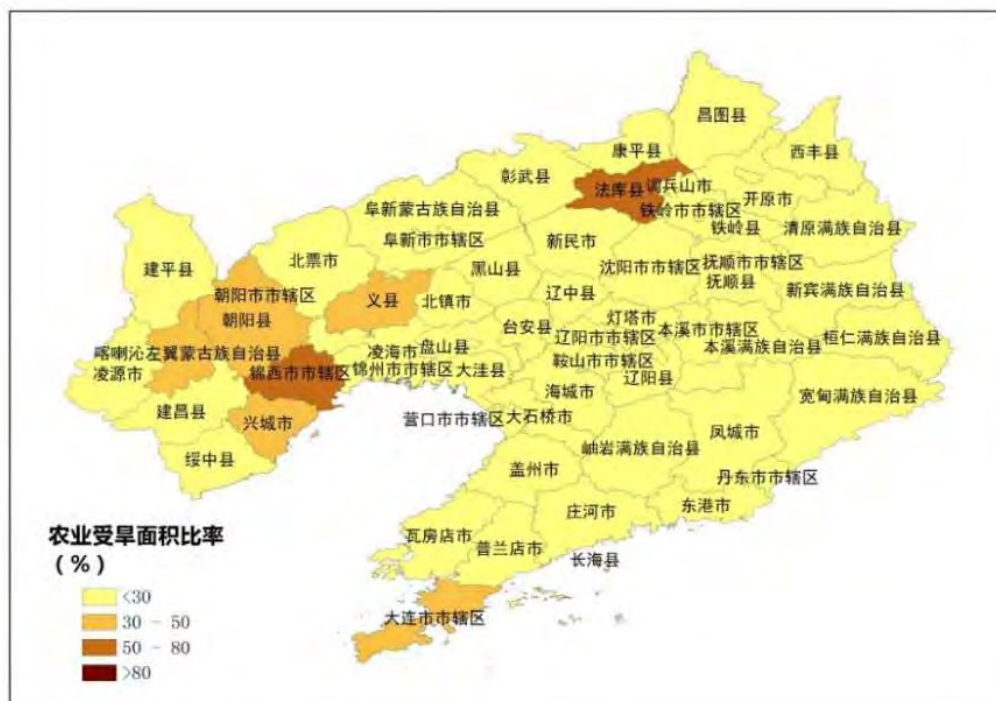 昌图县
康平县
西丰县
彰武县
法库县
调兵山市
开原市
阜新蒙古族自治县
铁岭市市辖区
铁岭县
清原满族自治县
阜新市市辖区
新民市
北票市
黑山县
沈阳市市辖区
抚顺市市辖区
建平县
抚顺县
新宾满族自治县
朝阳市市辖区
义县
北镇市
辽中县
朝阳县
灯塔市
台安县
辽阳市市辖区
本溪市市辖区
桓仁满族自治县
喀喇沁左翼蒙古族自治县
凌海市
盘山县
鞍山市市辖区
本溪满族自治县
凌源市
锦西市市辖区
锦州市市辖区
大洼县
辽阳县
海城市
宽甸满族自治县
建昌县
兴城市
营口市市辖区
大石桥市
凤城市
绥中县
岫岩满族自治县
盖州市
丹东市市辖区
庄河市
东港市
瓦房店市
普兰店市
长海县
大连市市辖区
农业受旱面积比率
（%）
<30
30 - 50
50 - 80
>80